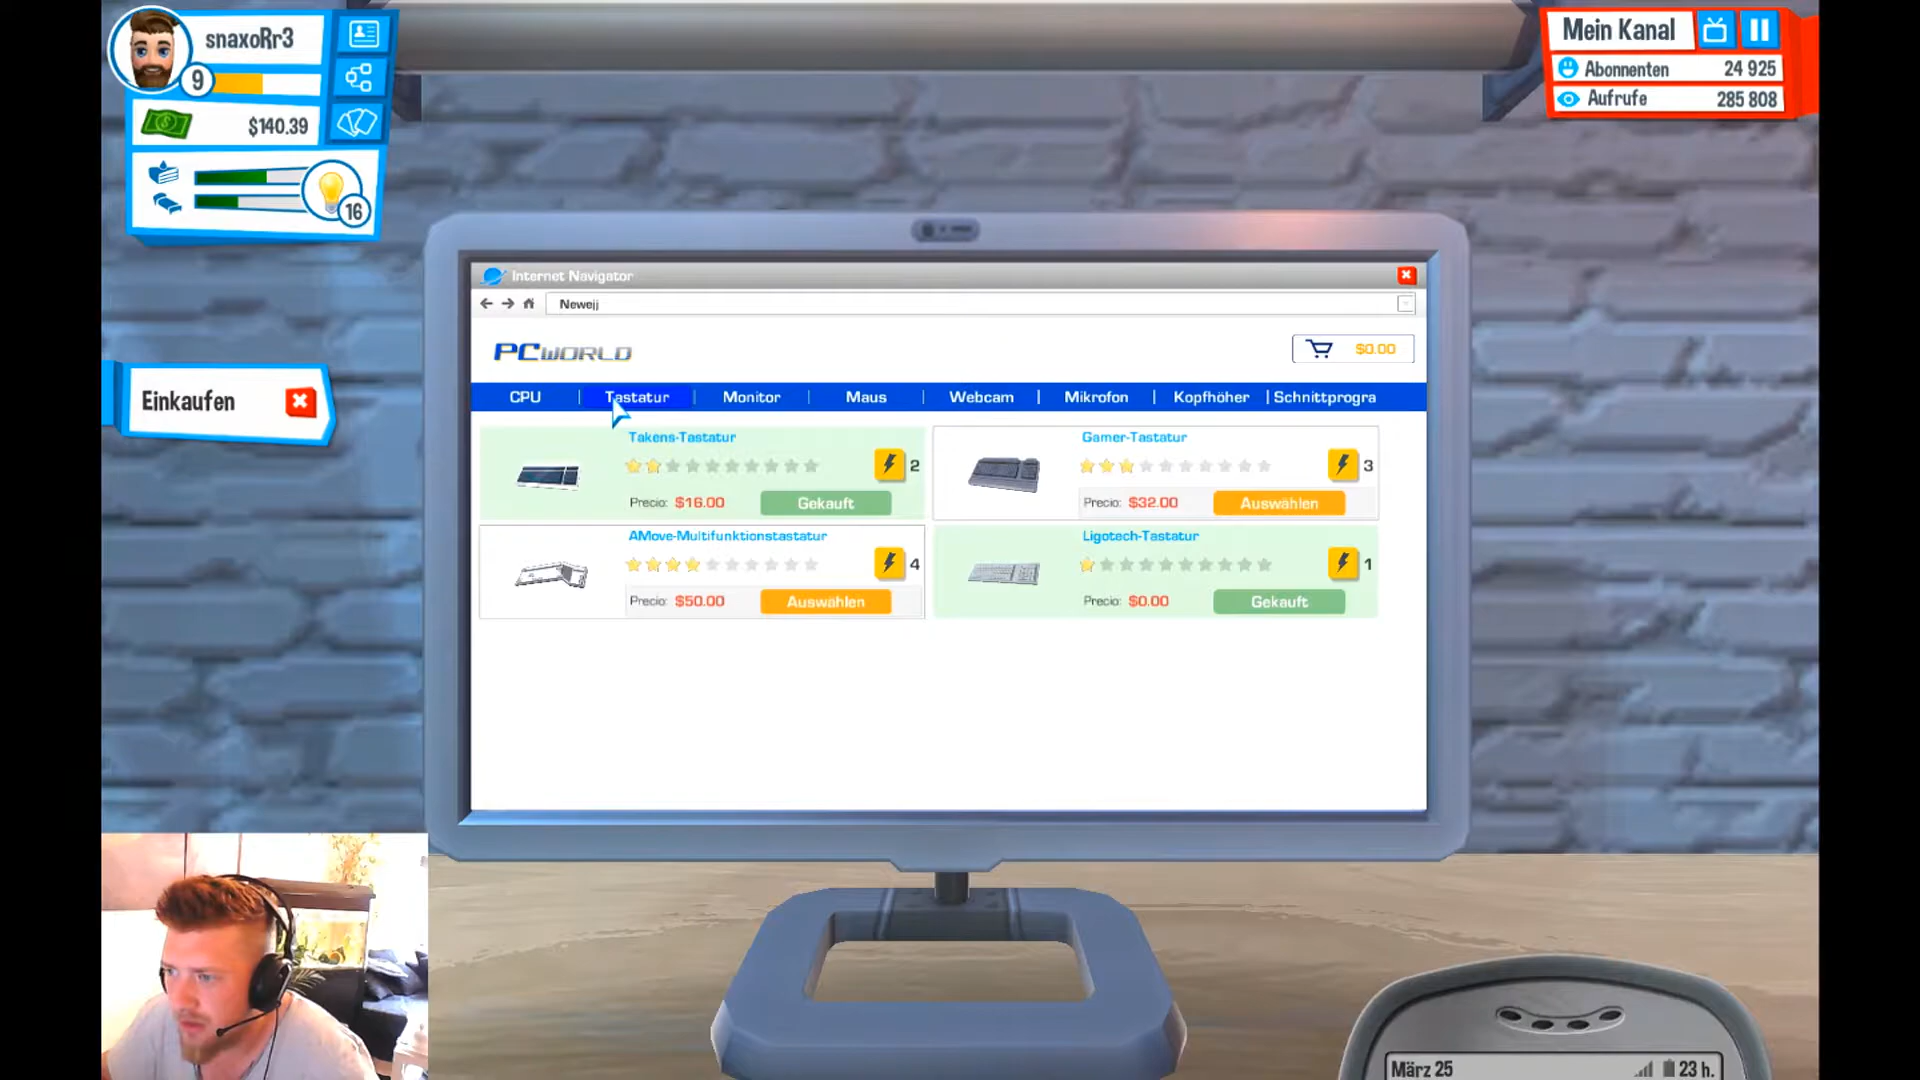 snaxoRr3
9
$140.39
16
Mein Kanal
Abonnenten 24 925
Aufrufe 285 808
Einkaufen
Internet Navigator
Newejj
PCWORLD
$0.00
CPU | Tastatur | Monitor | Maus | Webcam | Mikrofon | Kopfhöher | Schnittprogra
Takens-Tastatur
2
Precio: $16.00 Gekauft
Gamer-Tastatur
3
Precio: $32.00 Auswählen
AMove-Multifunktionstastatur
4
Precio: $50.00 Auswählen
Ligotech-Tastatur
1
Precio: $0.00 Gekauft
März 25 23 h.